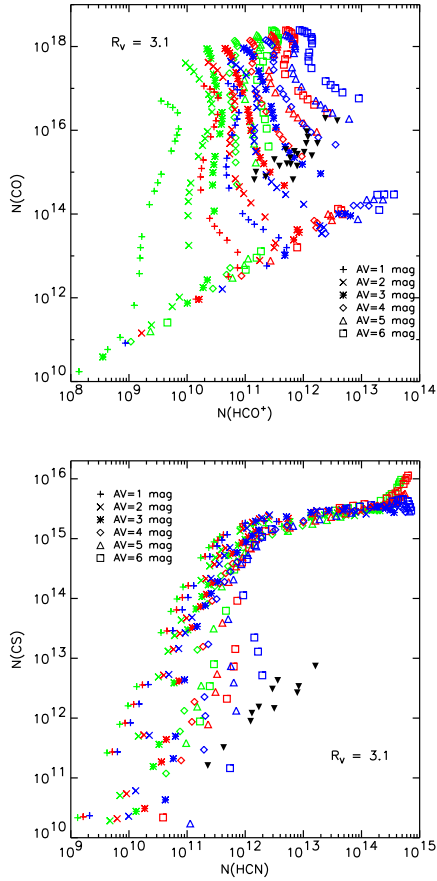 R_v = 3.1
N(CO)
10^18
10^16
10^14
10^12
10^10
+ AV=1 mag
× AV=2 mag
✱ AV=3 mag
◇ AV=4 mag
△ AV=5 mag
□ AV=6 mag
10^8 10^9 10^10 10^11 10^12 10^13 10^14
N(HCO^+)
N(CS)
10^16
10^15
10^14
10^13
10^12
10^11
10^10
+ AV=1 mag
× AV=2 mag
✱ AV=3 mag
◇ AV=4 mag
△ AV=5 mag
□ AV=6 mag
R_v = 3.1
10^9 10^10 10^11 10^12 10^13 10^14 10^15
N(HCN)